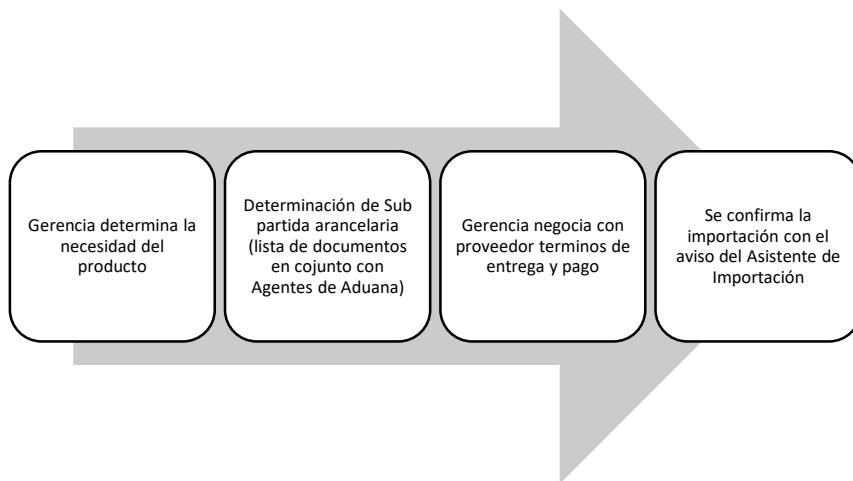 Gerencia determina la
necesidad del
producto
Determinación de Sub
partida arancelaria
(lista de documentos
en cojunto con
Agentes de Aduana)
Gerencia negocia con
proveedor terminos de
entrega y pago
Se confirma la
importación con el
aviso del Asistente de
Importación